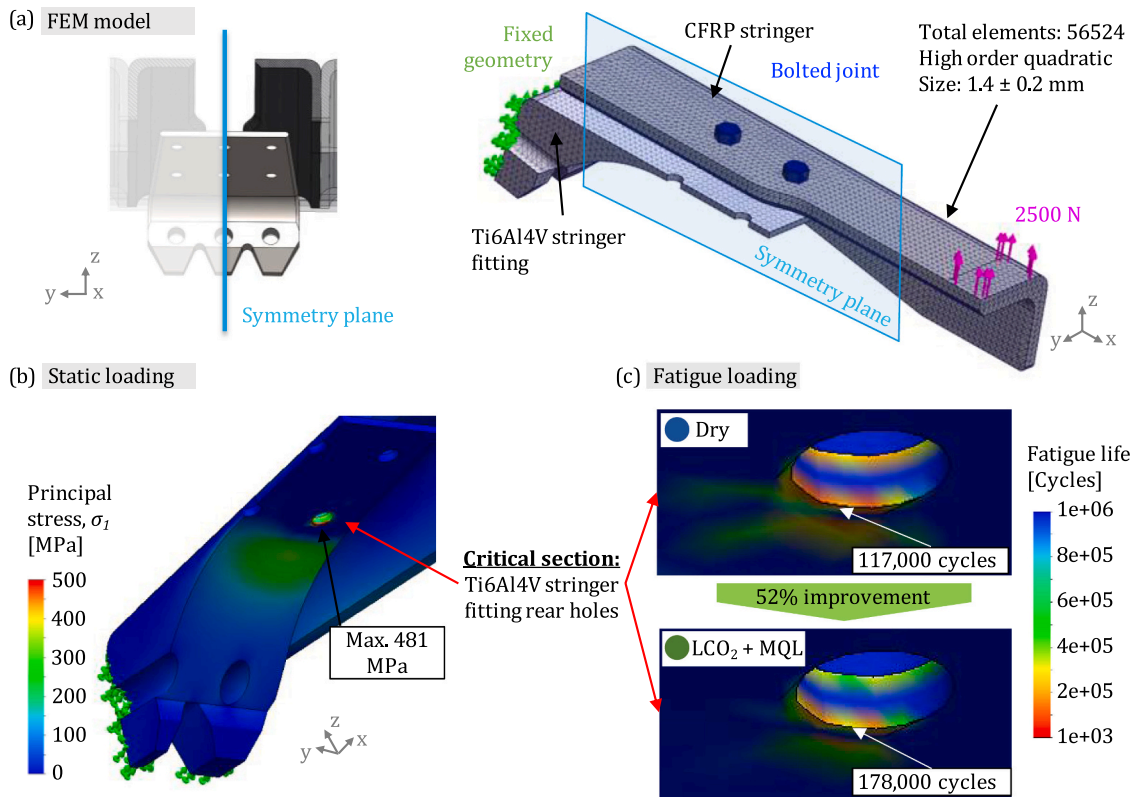 (a) FEM model
Fixed
geometry
CFRP stringer
Bolted joint
Total elements: 56524
High order quadratic
Size: 1.4 ± 0.2 mm
2500 N
Ti6Al4V stringer
fitting
Symmetry plane
z
y
x
Symmetry plane
z
y
x
(b) Static loading
Principal
stress, σ1
[MPa]
500
400
300
200
100
0
Max. 481
MPa
z
x
y
Critical section:
Ti6Al4V stringer
fitting rear holes
(c) Fatigue loading
Dry
117,000 cycles
52% improvement
LCO₂ + MQL
178,000 cycles
Fatigue life
[Cycles]
1e+06
8e+05
6e+05
4e+05
2e+05
1e+03